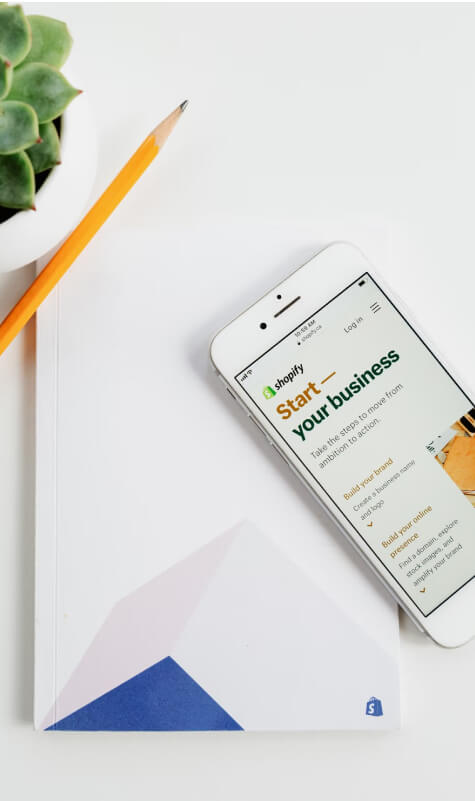 10:59 AM
shopify.ca
Log in
shopify
Start —
your business
Take the steps to move from
ambition to action.
Build your brand
Create a business name
and logo
Build your online
presence
Find a domain, explore
stock images, and
amplify your brand